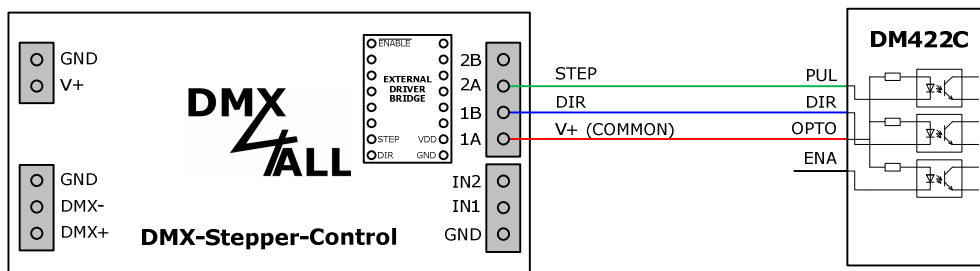 GND
V+
GND
DMX-
DMX+
DMX
4
ALL
DMX-Stepper-Control
ENABLE
EXTERNAL
DRIVER
BRIDGE
STEP VDD
DIR GND
2B
2A
1B
1A
IN2
IN1
GND
STEP
DIR
V+ (COMMON)
DM422C
PUL
DIR
OPTO
ENA